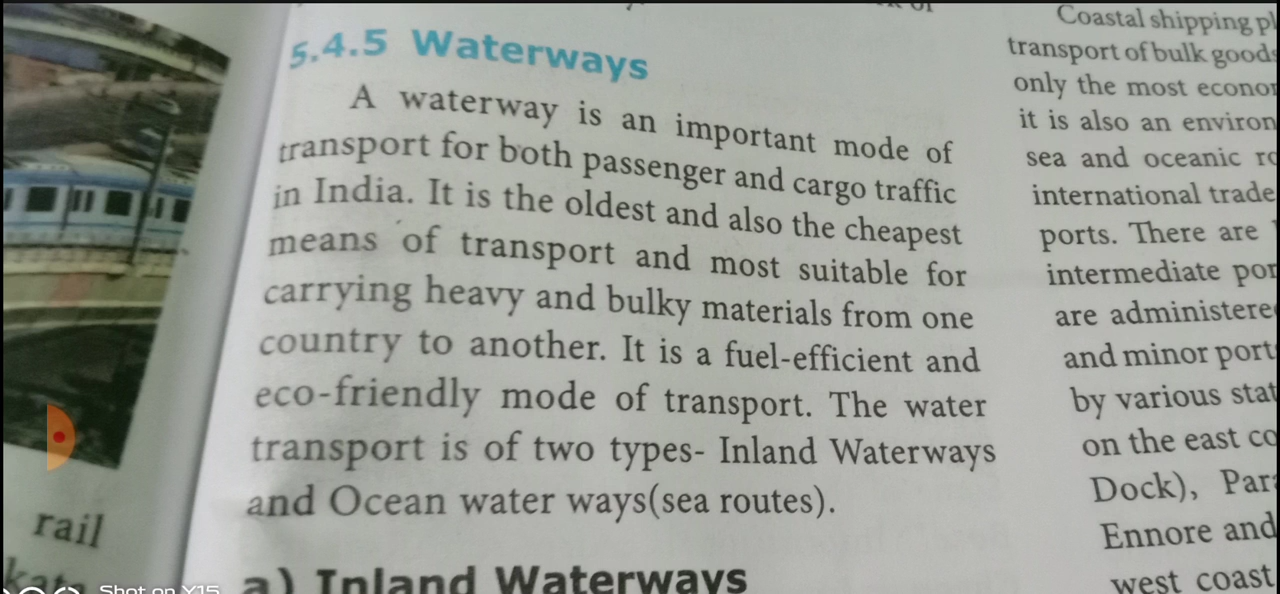 5.4.5 Waterways
A waterway is an important mode of
transport for both passenger and cargo traffic
in India. It is the oldest and also the cheapest
means of transport and most suitable for
carrying heavy and bulky materials from one
country to another. It is a fuel-efficient and
eco-friendly mode of transport. The water
transport is of two types- Inland Waterways
and Ocean water ways(sea routes).
a) Inland Waterways
Coastal shipping
transport of bulk
only the most
it is also an
sea and oceanic
international trade
ports. There are
intermediate
are
and minor
by various
on the east
Dock),
Ennore and
west coast
rail
Shot on Y15